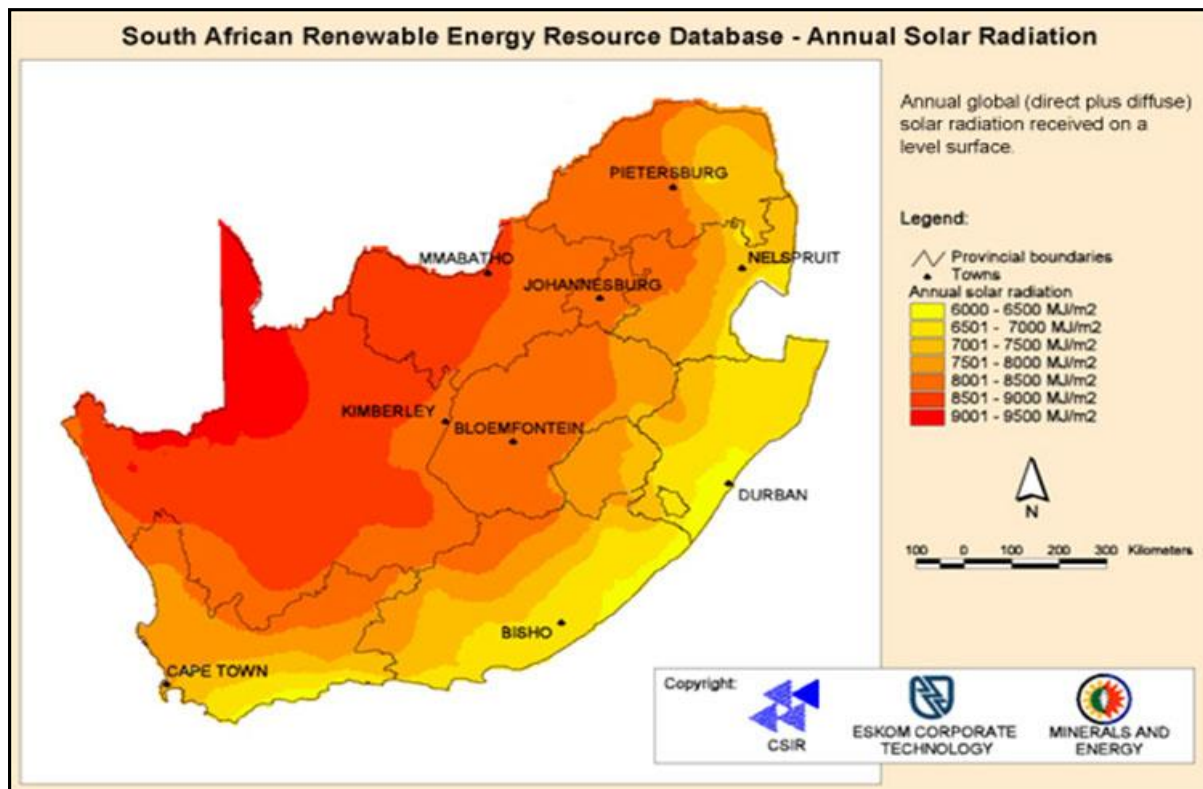 South African Renewable Energy Resource Database - Annual Solar Radiation
Annual global (direct plus diffuse)
solar radiation received on a
level surface.
Legend:
Provincial boundaries
Towns
Annual solar radiation
6000 - 6500 MJ/m2
6501 - 7000 MJ/m2
7001 - 7500 MJ/m2
7501 - 8000 MJ/m2
8001 - 8500 MJ/m2
8501 - 9000 MJ/m2
9001 - 9500 MJ/m2
N
100 0 100 200 300 Kilometers
PIETERSBURG
MMABATHO
NELSPRUIT
JOHANNESBURG
KIMBERLEY
BLOEMFONTEIN
DURBAN
BISHO
CAPE TOWN
Copyright:
CSIR
ESKOM CORPORATE
TECHNOLOGY
MINERALS AND
ENERGY